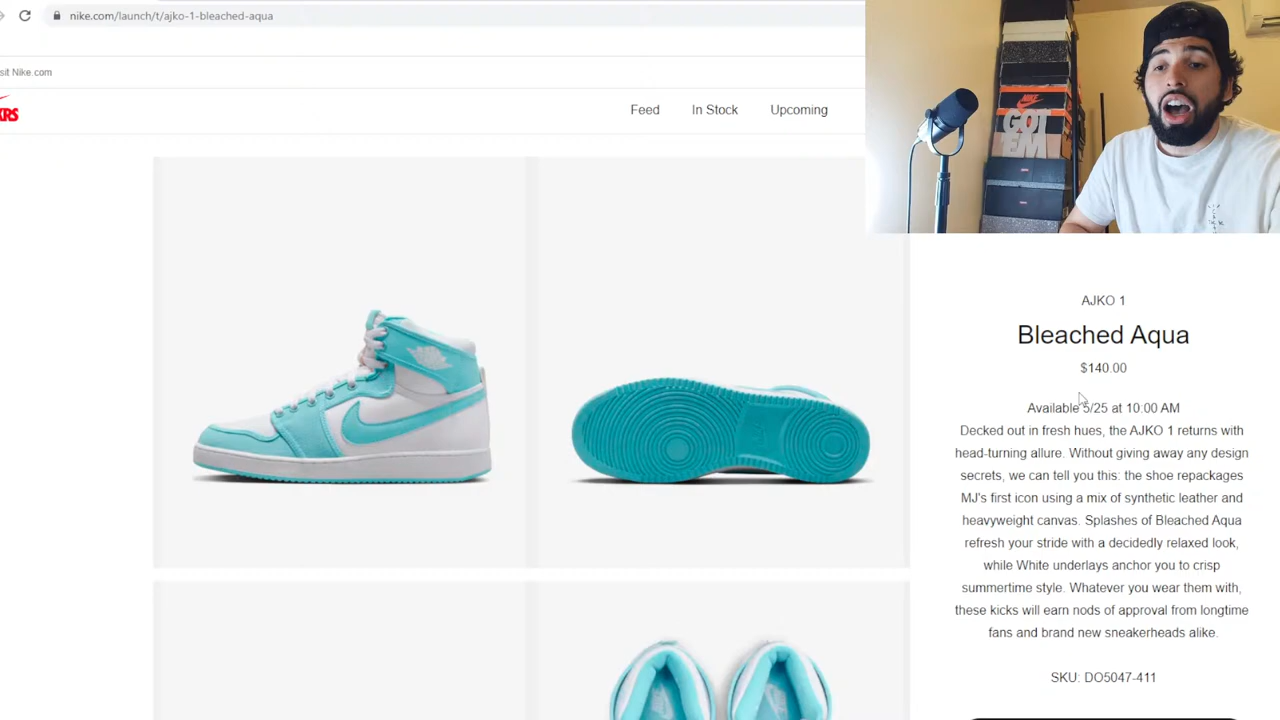 nike.com/launch/t/ajko-1-bleached-aqua
sit Nike.com
KRS
Feed
In Stock
Upcoming
GOT
'EM
AJKO 1
Bleached Aqua
$140.00
Available 5/25 at 10:00 AM
Decked out in fresh hues, the AJKO 1 returns with
head-turning allure. Without giving away any design
secrets, we can tell you this: the shoe repackages
MJ's first icon using a mix of synthetic leather and
heavyweight canvas. Splashes of Bleached Aqua
refresh your stride with a decidedly relaxed look,
while White underlays anchor you to crisp
summertime style. Whatever you wear them with,
these kicks will earn nods of approval from longtime
fans and brand new sneakerheads alike.
SKU: DO5047-411